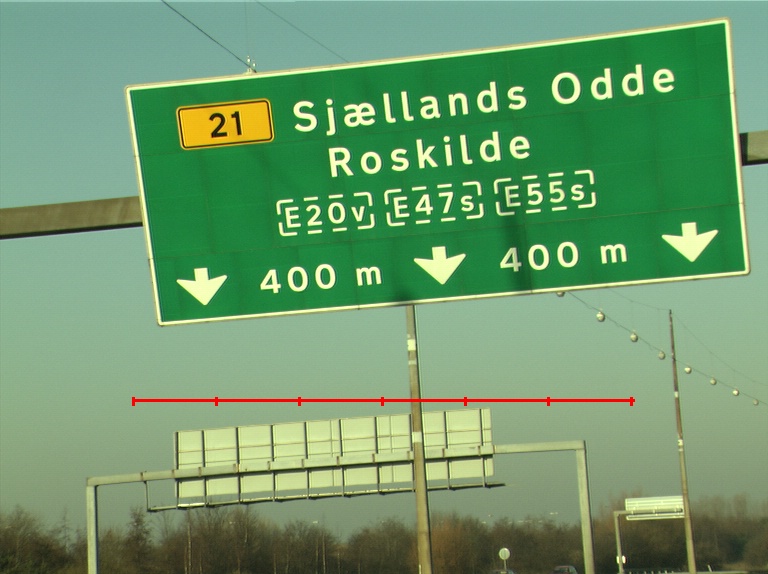 21 Sjællands Odde
Roskilde
E20v E47s E55s
400 m 400 m